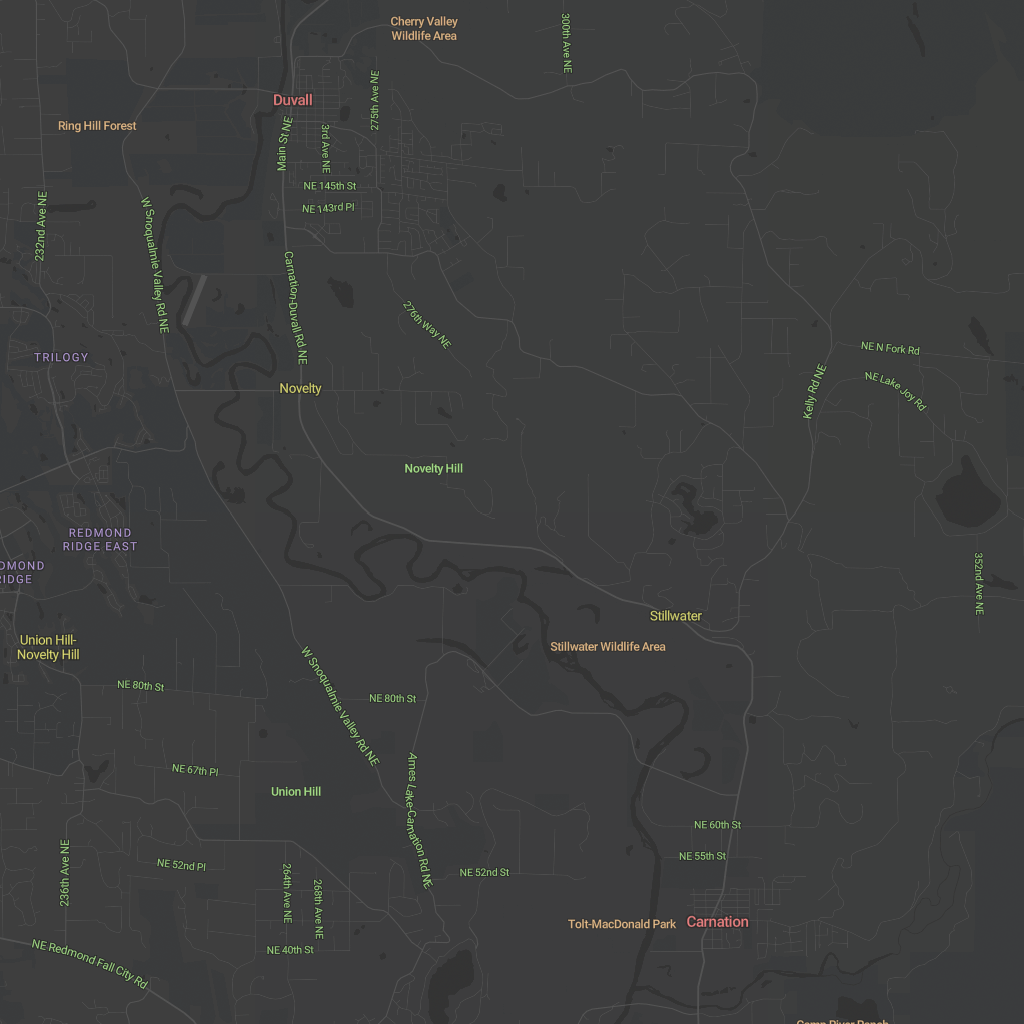 Cherry Valley
Wildlife Area
300th Ave NE
Duvall
275th Ave NE
Ring Hill Forest
Main St NE
3rd Ave NE
NE 145th St
NE 143rd Pl
232nd Ave NE
W Snoqualmie Valley Rd NE
Carnation-Duvall Rd NE
276th Way NE
TRILOGY
NE N Fork Rd
NE Lake Joy Rd
Kelly Rd NE
Novelty
Novelty Hill
REDMOND
RIDGE EAST
DMOND
RIDGE
352nd Ave NE
Stillwater
Union Hill-
Novelty Hill
Stillwater Wildlife Area
W Snoqualmie Valley Rd NE
NE 80th St
NE 80th St
NE 67th Pl
Union Hill
Ames Lake-Carnation Rd NE
NE 60th St
NE 55th St
236th Ave NE
NE 52nd Pl
264th Ave NE
268th Ave NE
NE 52nd St
Tolt-MacDonald Park
Carnation
NE 40th St
NE Redmond Fall City Rd
Camp River Ranch